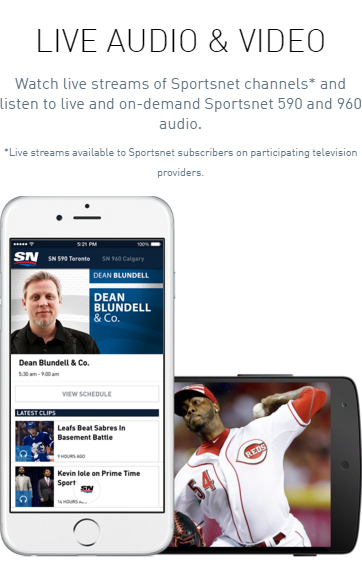 LIVE AUDIO & VIDEO
Watch live streams of Sportsnet channels* and
listen to live and on-demand Sportsnet 590 and 960
audio.
*Live streams available to Sportsnet subscribers on participating television
providers.
5:21 PM
100%
SN
SN 590 Toronto
SN 960 Calgary
DEAN BLUNDELL
DEAN
BLUNDELL
& Co.
Dean Blundell & Co.
5:30 am - 9:00 am
VIEW SCHEDULE
LATEST CLIPS
Leafs Beat Sabres In
Basement Battle
9 HOURS AGO
Kevin Iole on Prime Time
Sport
SN
14 HOURS
REDS
54